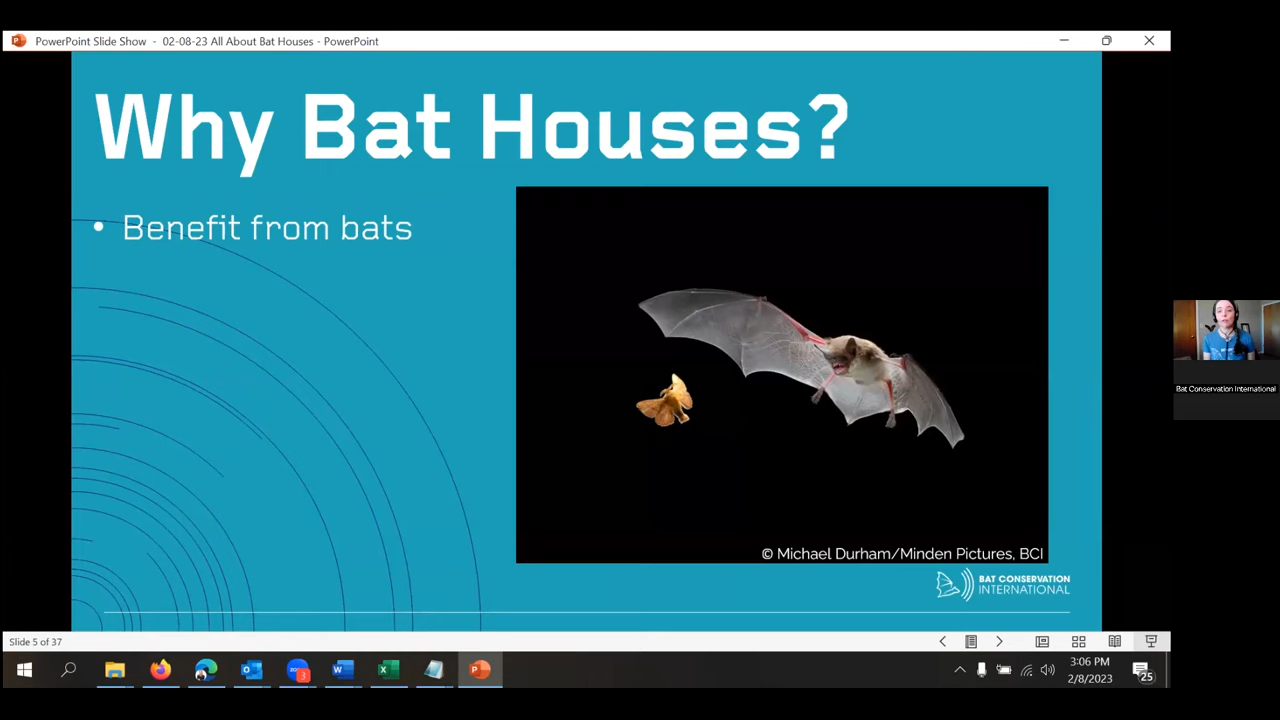 PowerPoint Slide Show - 02-08-23 All About Bat Houses - PowerPoint
Why Bat Houses?
• Benefit from bats
© Michael Durham/Minden Pictures, BCI
BAT CONSERVATION
INTERNATIONAL
Bat Conservation International
Slide 5 of 37
3:06 PM
2/8/2023
3
25